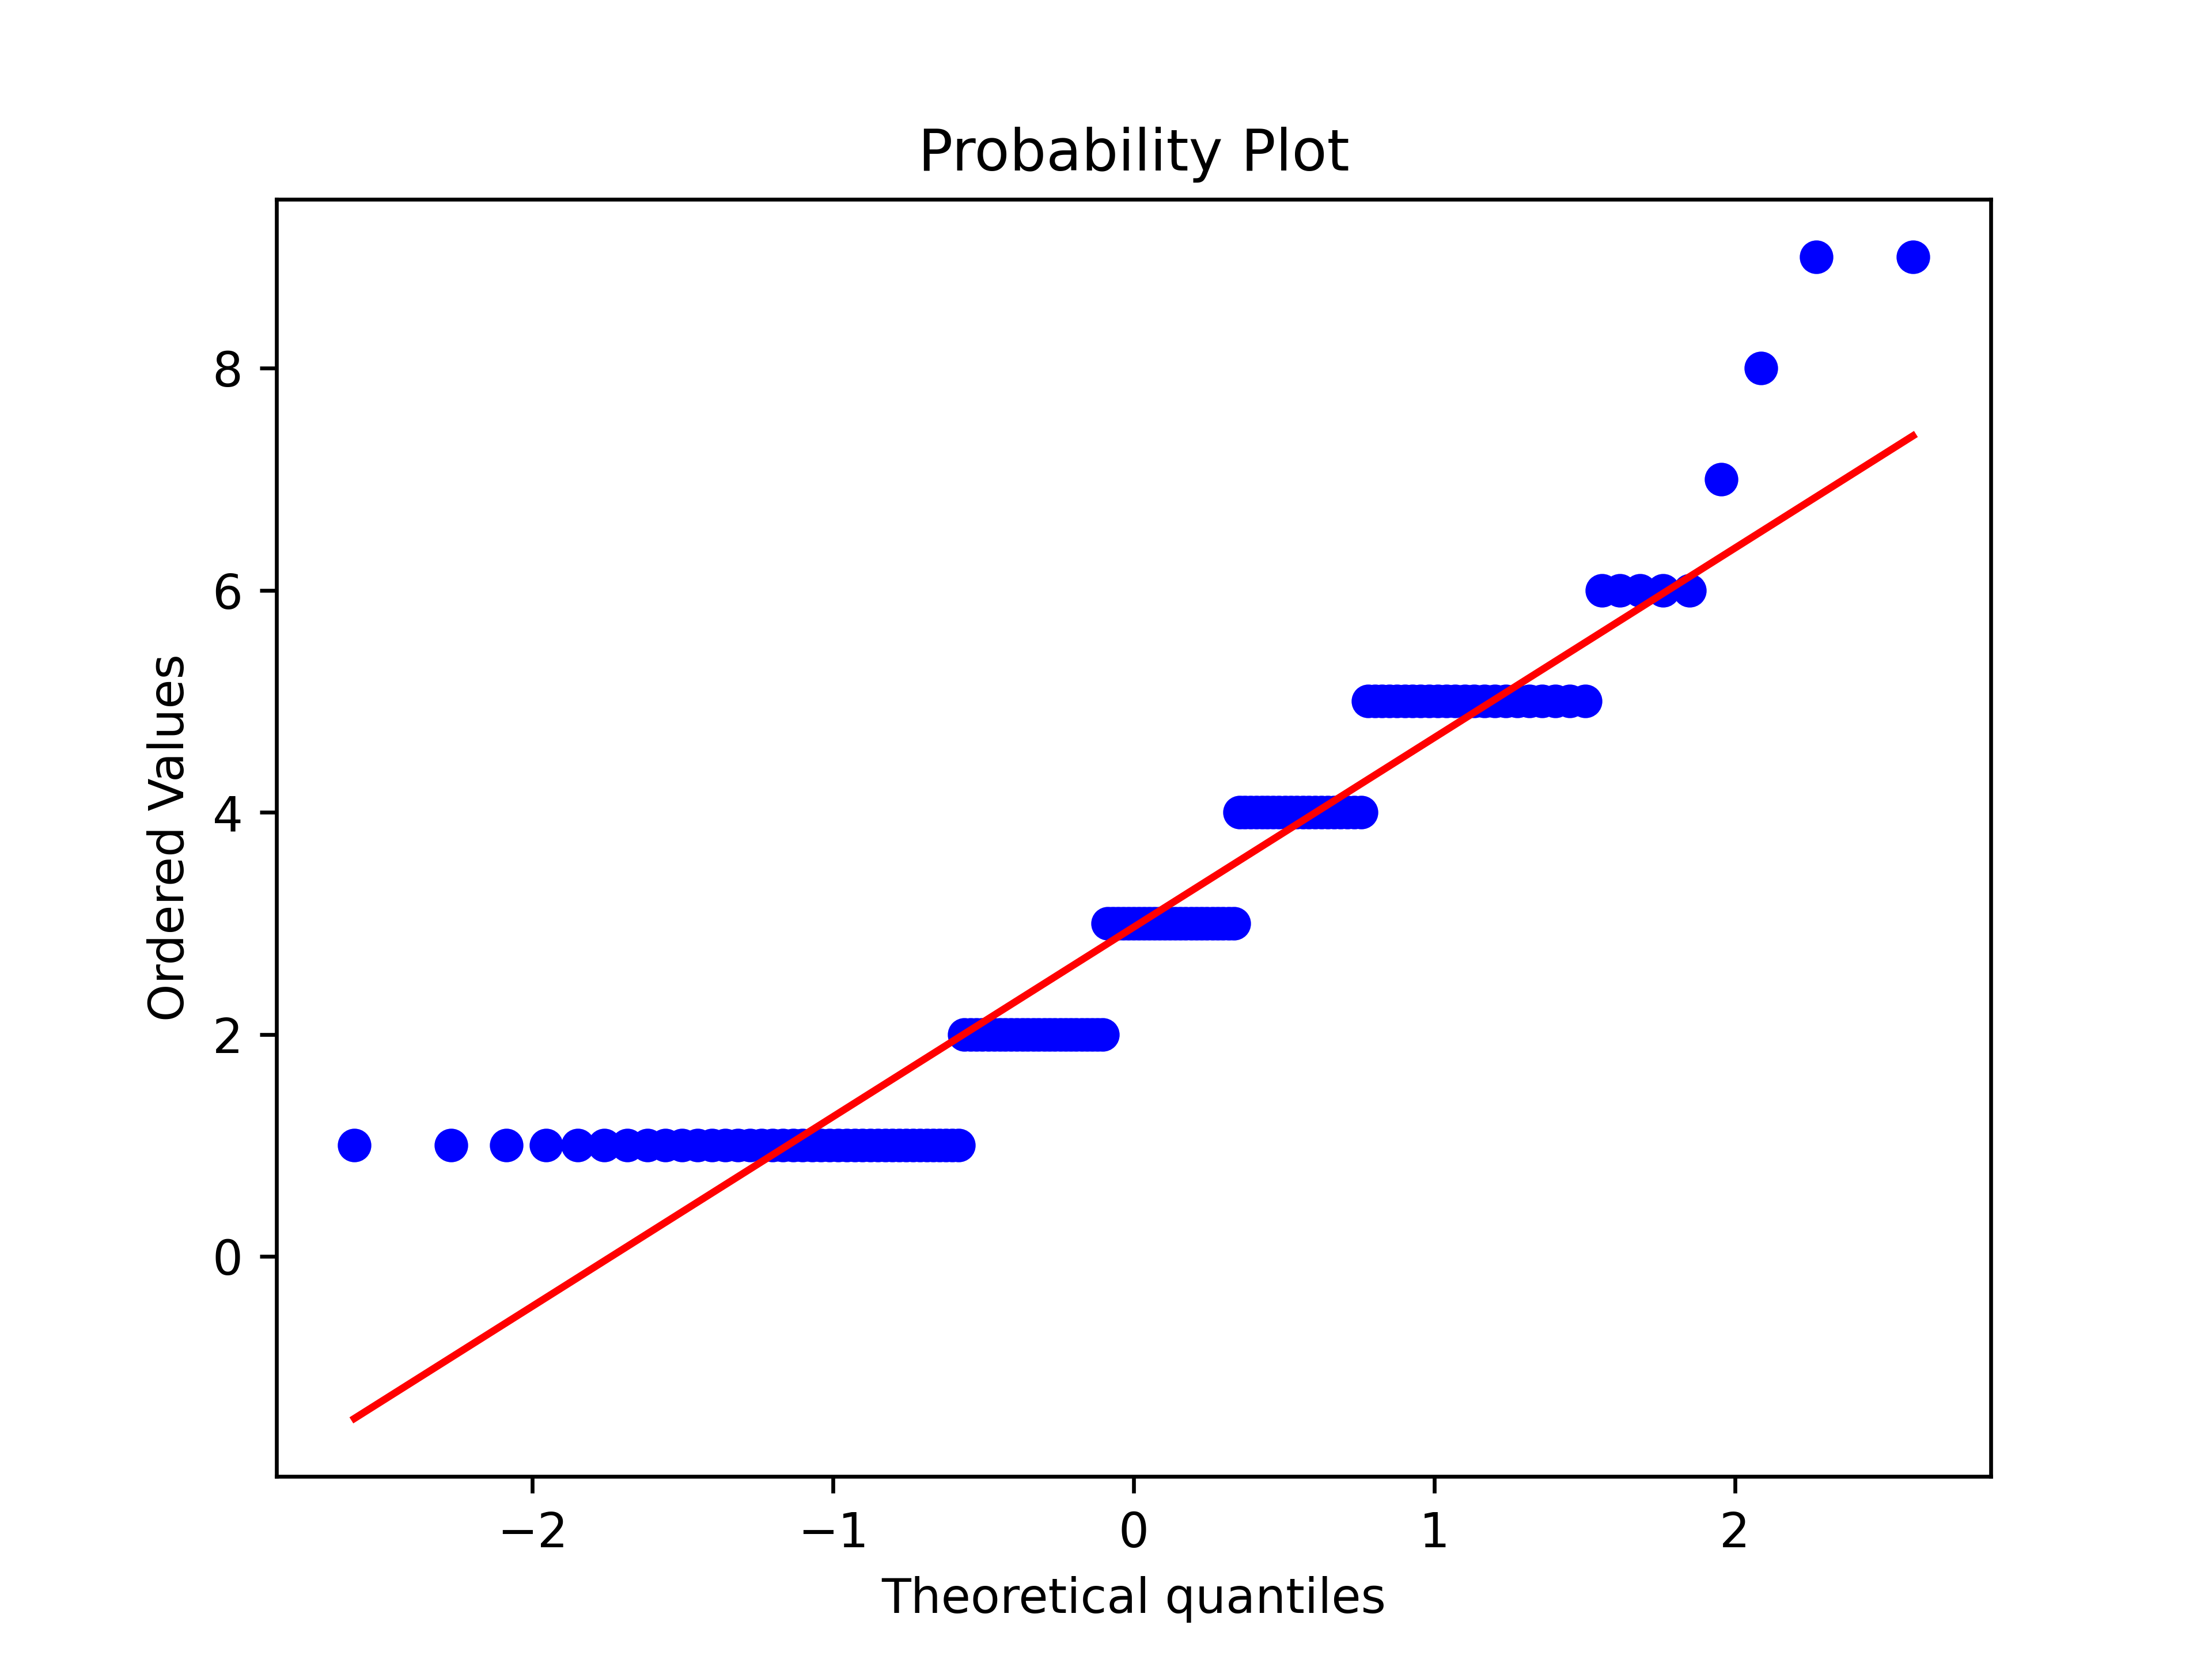 Probability Plot
Ordered Values
8
6
4
2
0
−2 −1 0 1 2
Theoretical quantiles